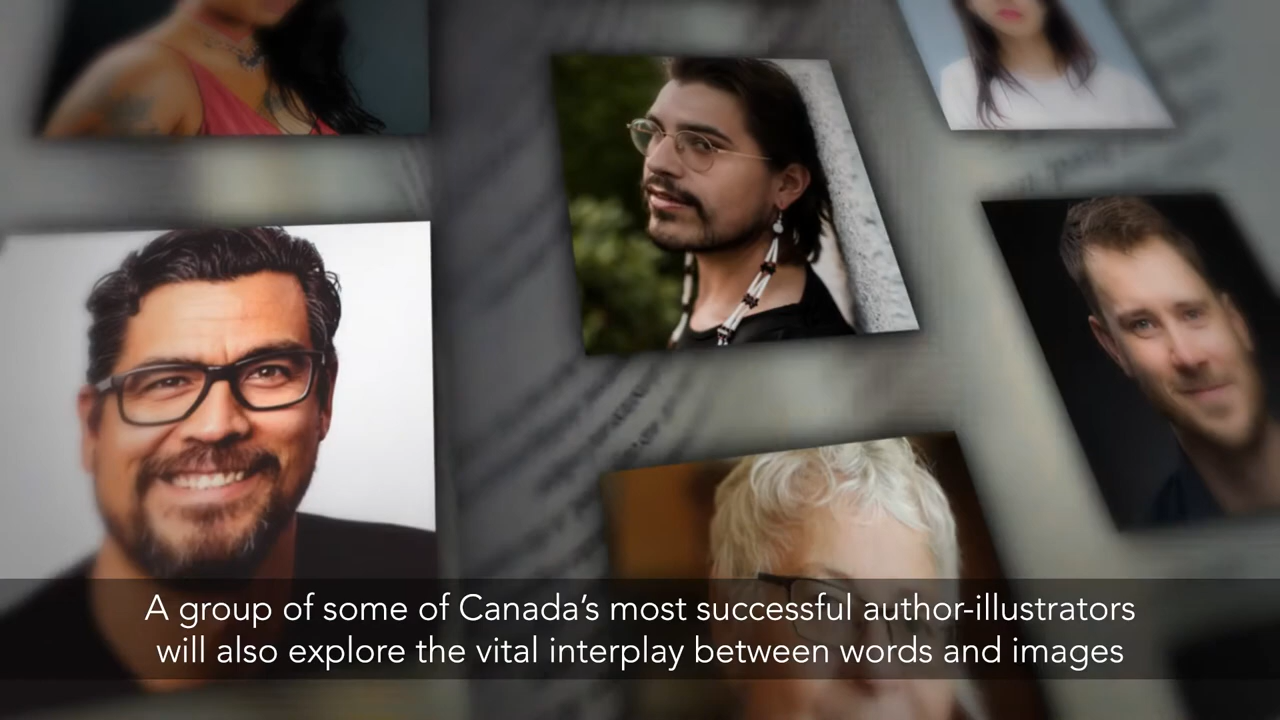 A group of some of Canada's most successful author-illustrators
will also explore the vital interplay between words and images